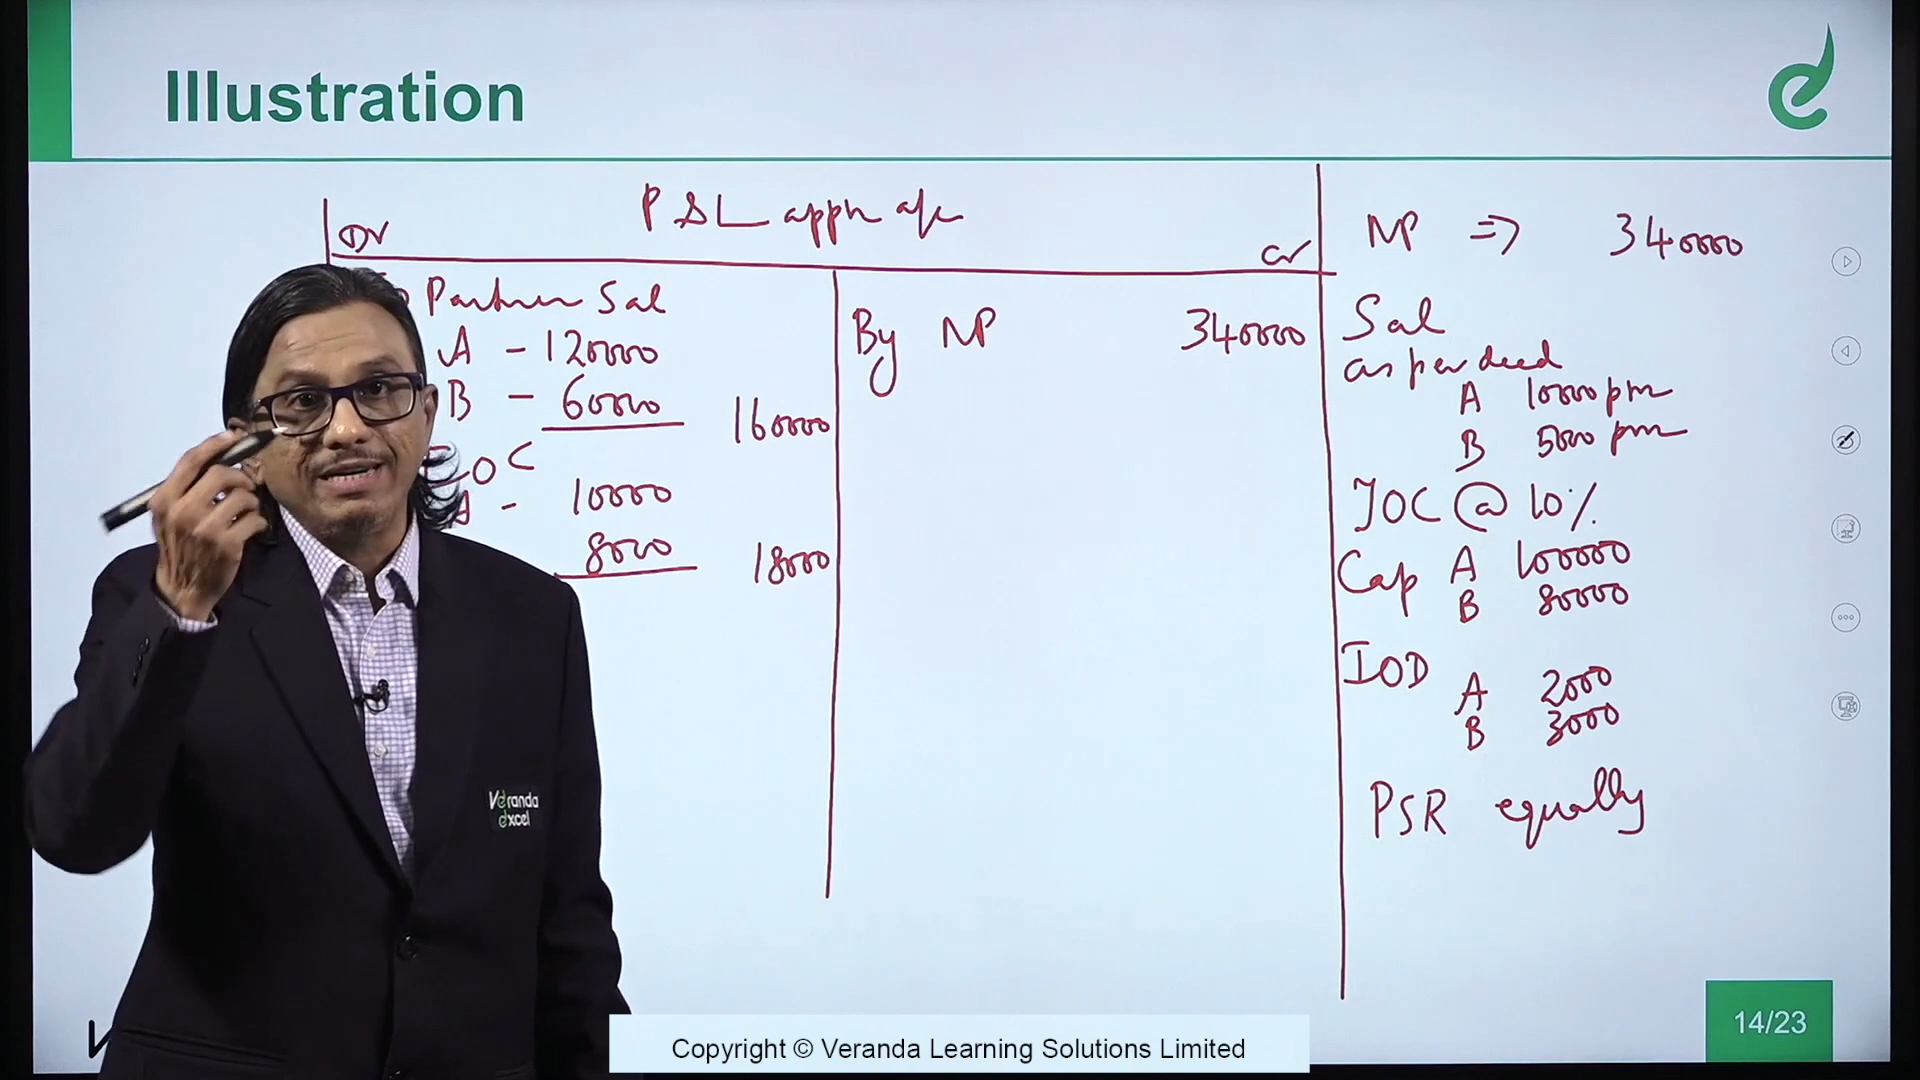 Illustration
P&L appn a/c
Dr
Cr
Partner Sal
A - 120000
B - 60000 160000
IOC
A - 10000
8000 18000
By NP 340000
NP => 340000
Sal
as per deed
A 10000 pm
B 5000 pm
IOC @ 10%
Cap A 100000
B 80000
IOD
A 2000
B 3000
PSR equally
Veranda
excel
14/23
Copyright © Veranda Learning Solutions Limited